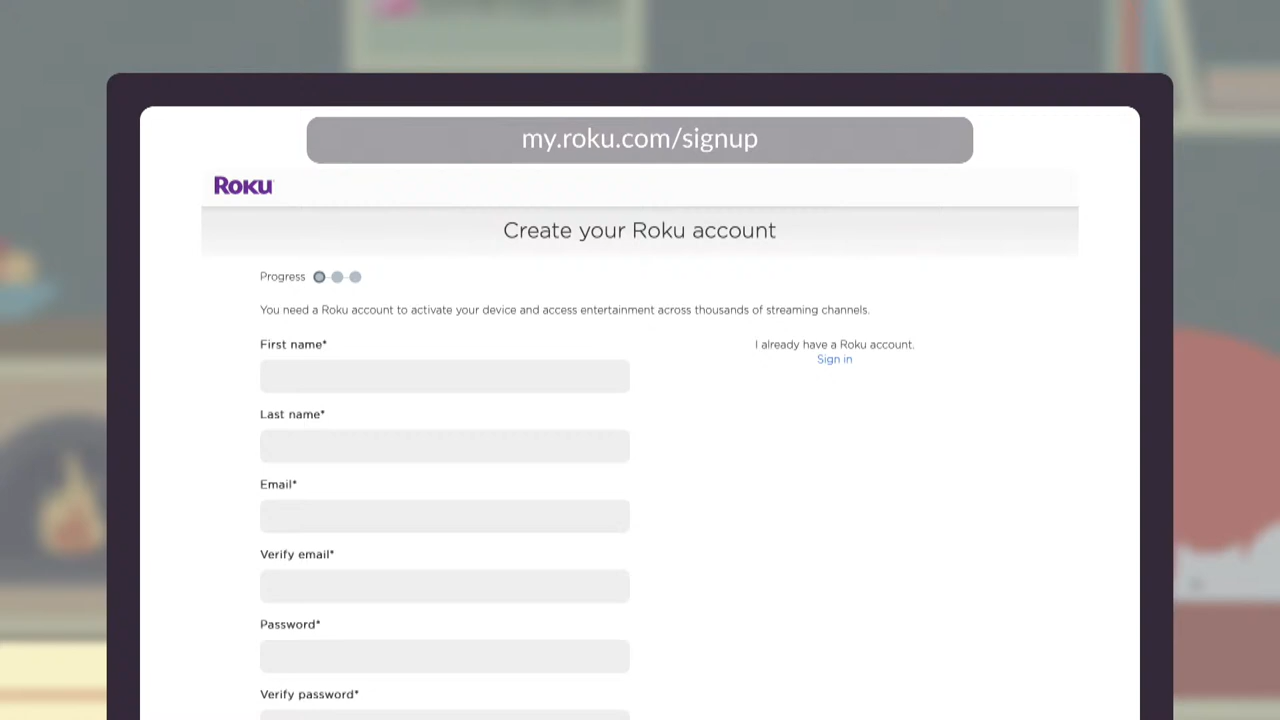 my.roku.com/signup
Roku
Create your Roku account
Progress
You need a Roku account to activate your device and access entertainment across thousands of streaming channels.
First name*
I already have a Roku account.
Sign in
Last name*
Email*
Verify email*
Password*
Verify password*